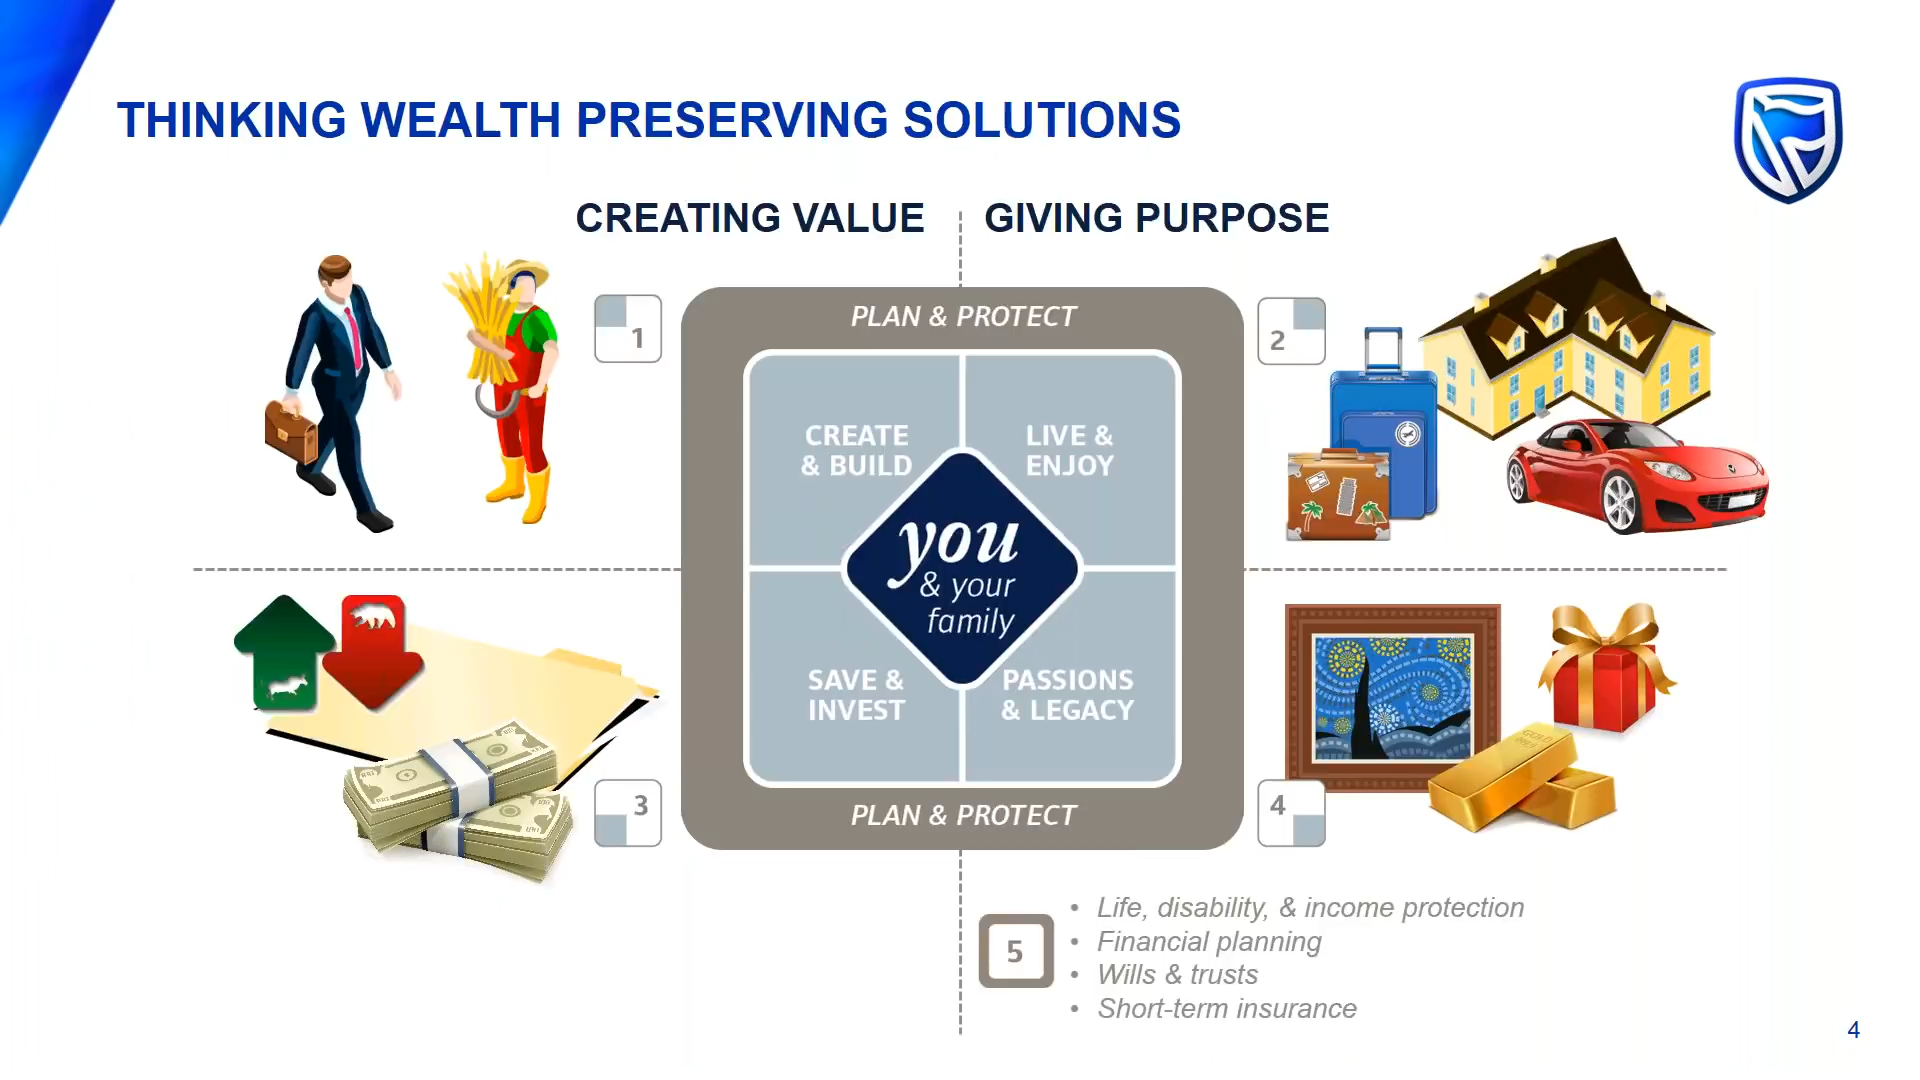 THINKING WEALTH PRESERVING SOLUTIONS
CREATING VALUE
GIVING PURPOSE
1
PLAN & PROTECT
2
CREATE
& BUILD
LIVE &
ENJOY
you
& your
family
SAVE &
INVEST
PASSIONS
& LEGACY
3
PLAN & PROTECT
4
GOLD
5
• Life, disability, & income protection
• Financial planning
• Wills & trusts
• Short-term insurance
4